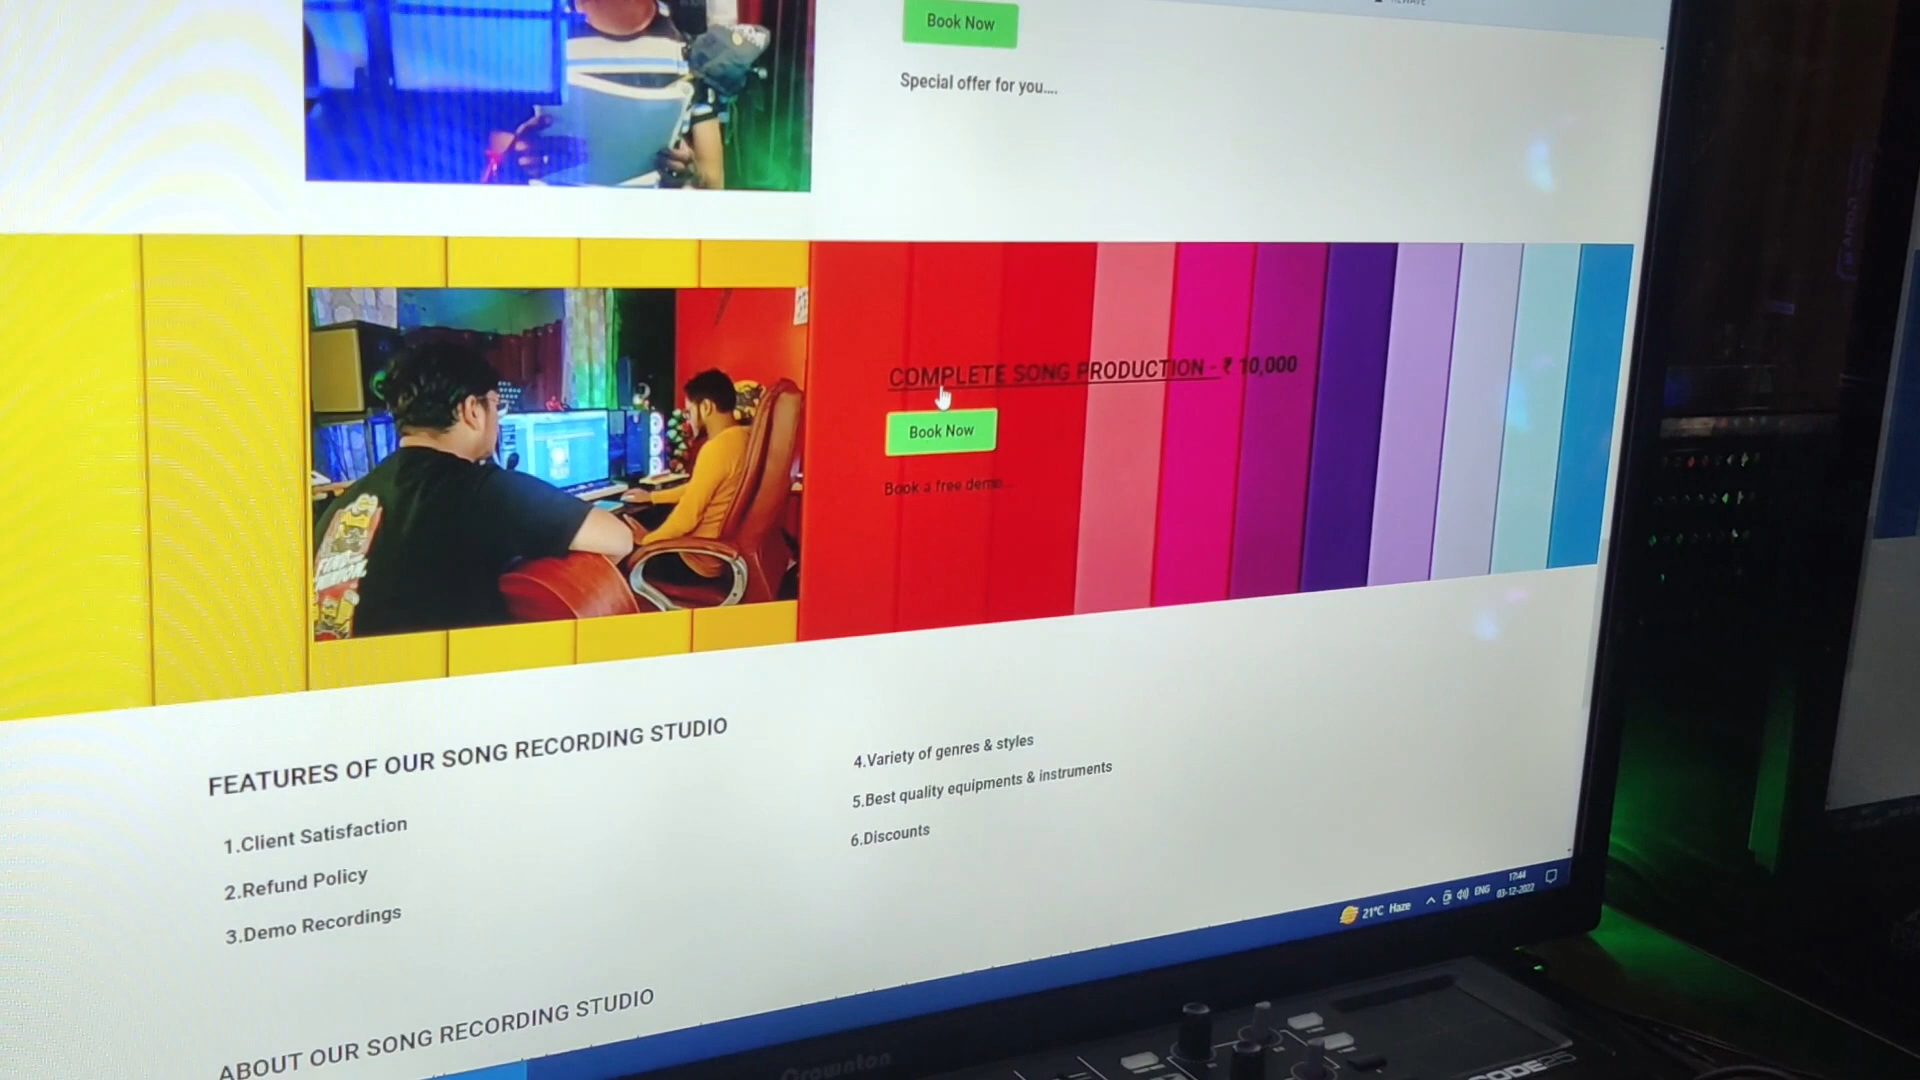 Book Now
Special offer for you....
COMPLETE SONG PRODUCTION - ₹ 10,000
Book Now
Book a free demo...
FEATURES OF OUR SONG RECORDING STUDIO
1.Client Satisfaction
2.Refund Policy
3.Demo Recordings
4.Variety of genres & styles
5.Best quality equipments & instruments
6.Discounts
ABOUT OUR SONG RECORDING STUDIO
21°C Haze
ENG
17:44
03-12-2022
CODE25